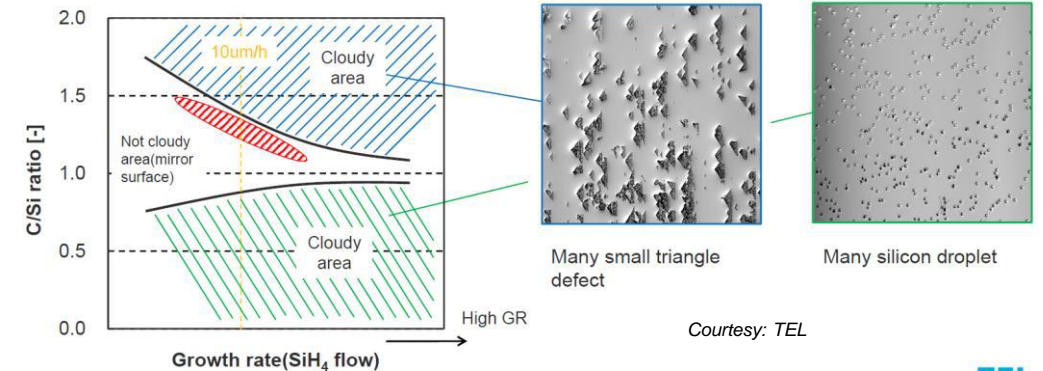 2.0
1.5
1.0
0.5
0.0
C/Si ratio [-]
10um/h
Cloudy
area
Not cloudy
area(mirror
surface)
Cloudy
area
High GR
Growth rate(SiH₄ flow)
Many small triangle
defect
Many silicon droplet
Courtesy: TEL